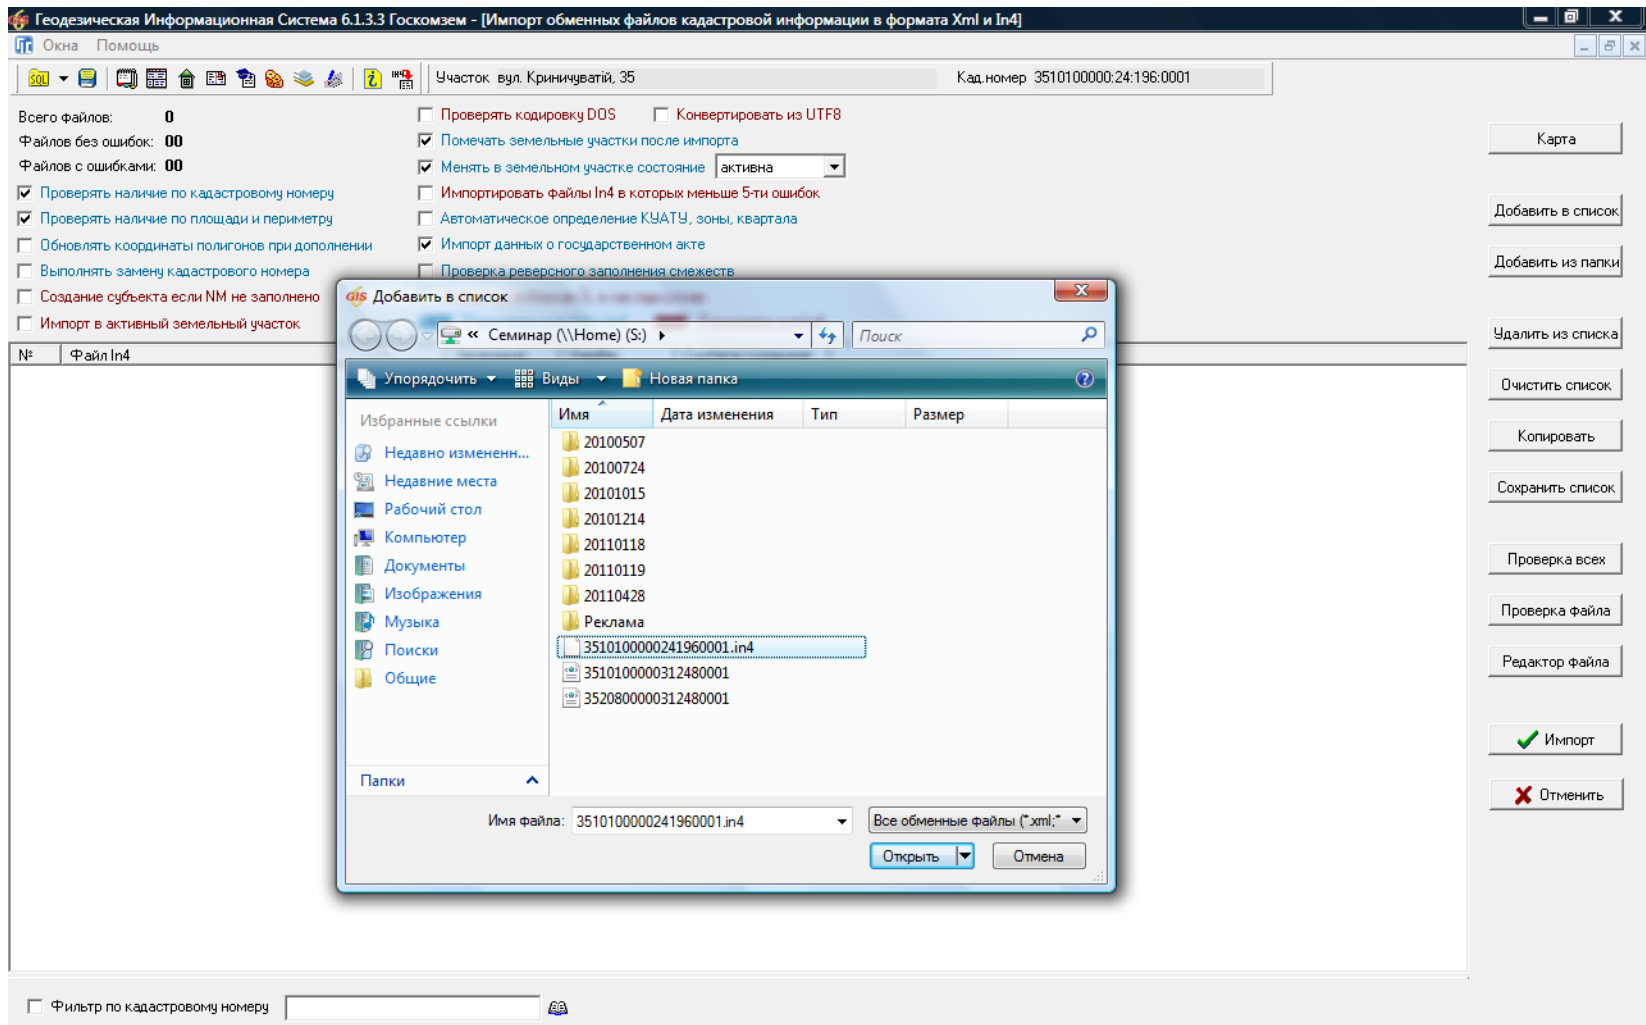 Геодезическая Информационная Система 6.1.3.3 Госкомзем - [Импорт обменных файлов кадастровой информации в формата Xml и In4]
Окна Помощь
SQL Участок вул. Криничуватій, 35 Кад.номер 3510100000:24:196:0001
Всего файлов: 0
Файлов без ошибок: 00
Файлов с ошибками: 00
Проверять наличие по кадастровому номеру
Проверять наличие по площади и периметру
Обновлять координаты полигонов при дополнении
Выполнять замену кадастрового номера
Создание субъекта если NM не заполнено
Импорт в активный земельный участок
Проверять кодировку DOS Конвертировать из UTF8
Помечать земельные участки после импорта
Менять в земельном участке состояние активна
Импортировать файлы In4 в которых меньше 5-ти ошибок
Автоматическое определение КУАТУ, зоны, квартала
Импорт данных о государственном акте
Проверка реверсного заполнения смежеств
№ Файл In4
GIS Добавить в список
« Семинар (\\Home) (S:) Поиск
Упорядочить Виды Новая папка
Избранные ссылки
Недавно измененн...
Недавние места
Рабочий стол
Компьютер
Документы
Изображения
Музыка
Поиски
Общие
Папки
Имя Дата изменения Тип Размер
20100507
20100724
20101015
20101214
20110118
20110119
20110428
Реклама
3510100000241960001.in4
3510100000312480001
3520800000312480001
Имя файла: 3510100000241960001.in4 Все обменные файлы (*.xml;*
Открыть Отмена
Карта
Добавить в список
Добавить из папки
Удалить из списка
Очистить список
Копировать
Сохранить список
Проверка всех
Проверка файла
Редактор файла
Импорт
Отменить
Фильтр по кадастровому номеру